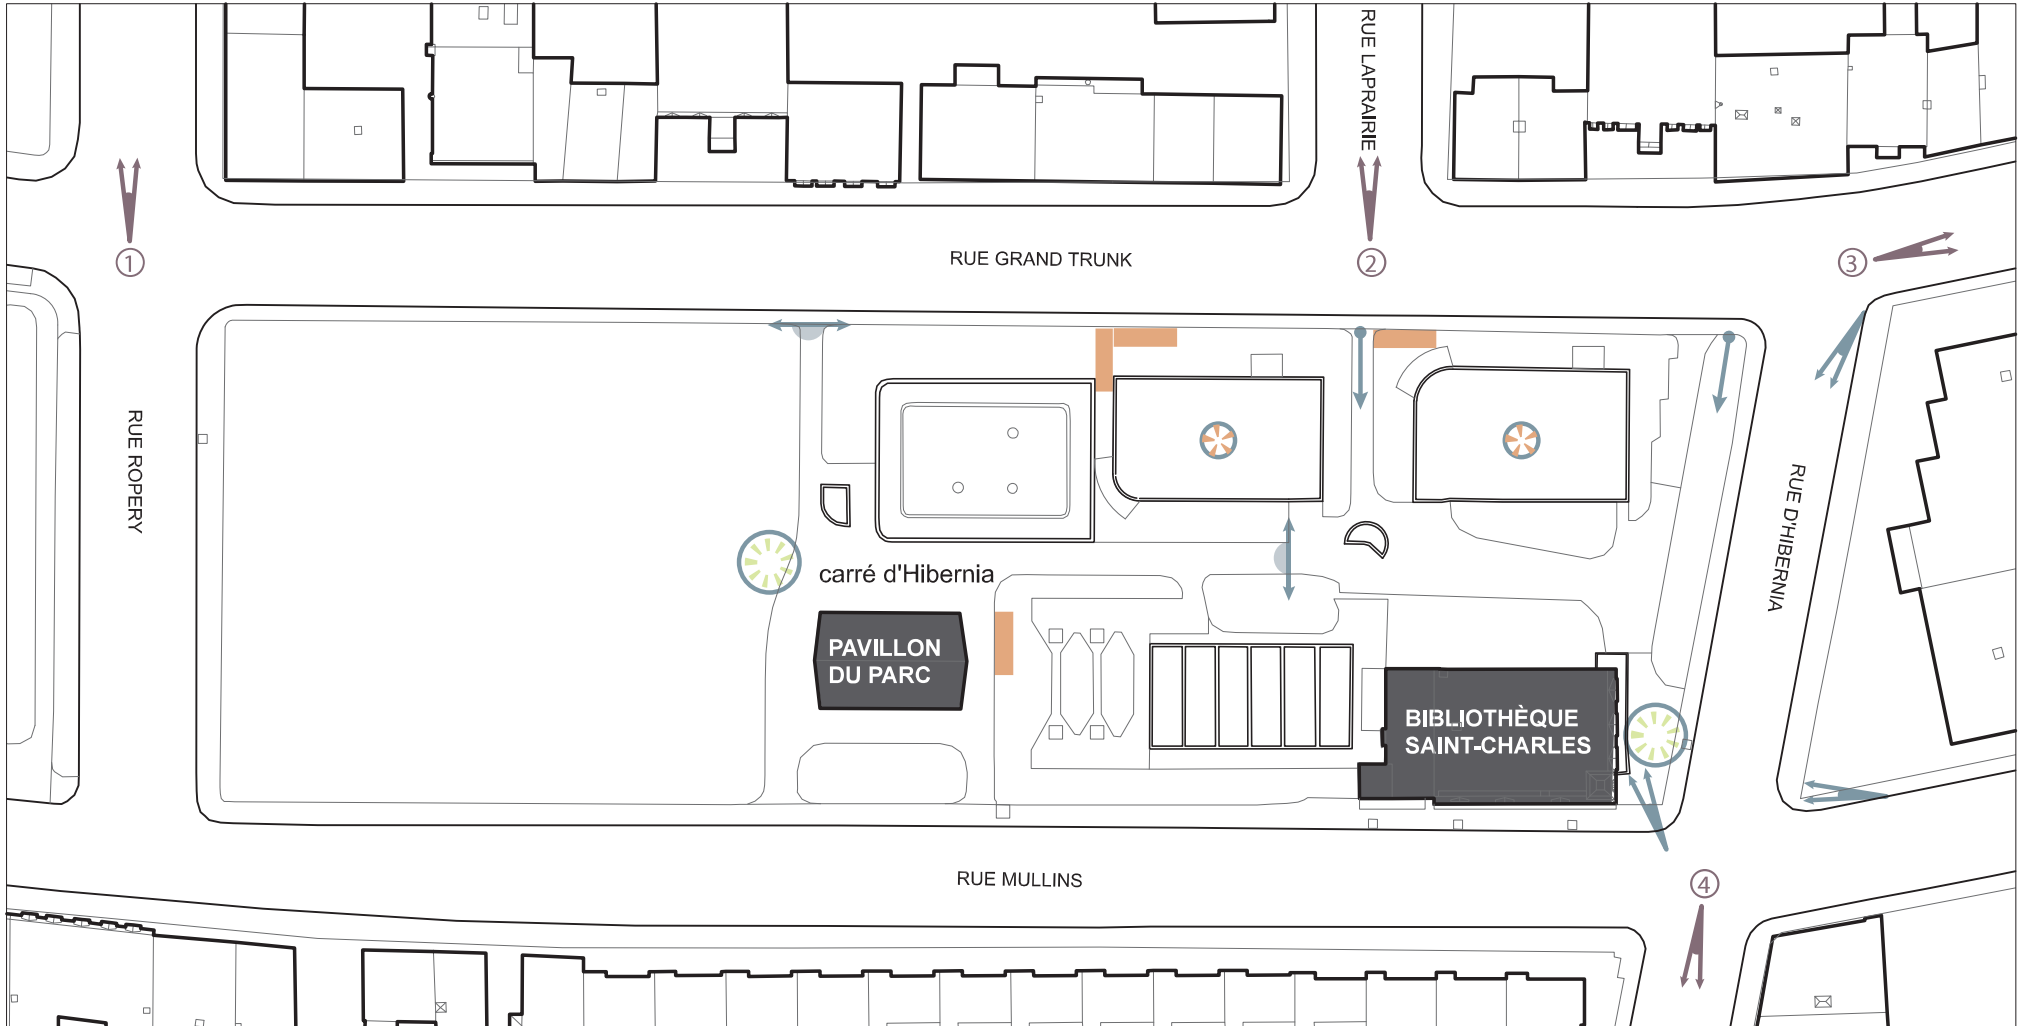 RUE LAPRAIRIE
1
RUE GRAND TRUNK
2
3
RUE ROPERY
RUE D'HIBERNIA
carré d'Hibernia
PAVILLON
DU PARC
BIBLIOTHÈQUE
SAINT-CHARLES
RUE MULLINS
4